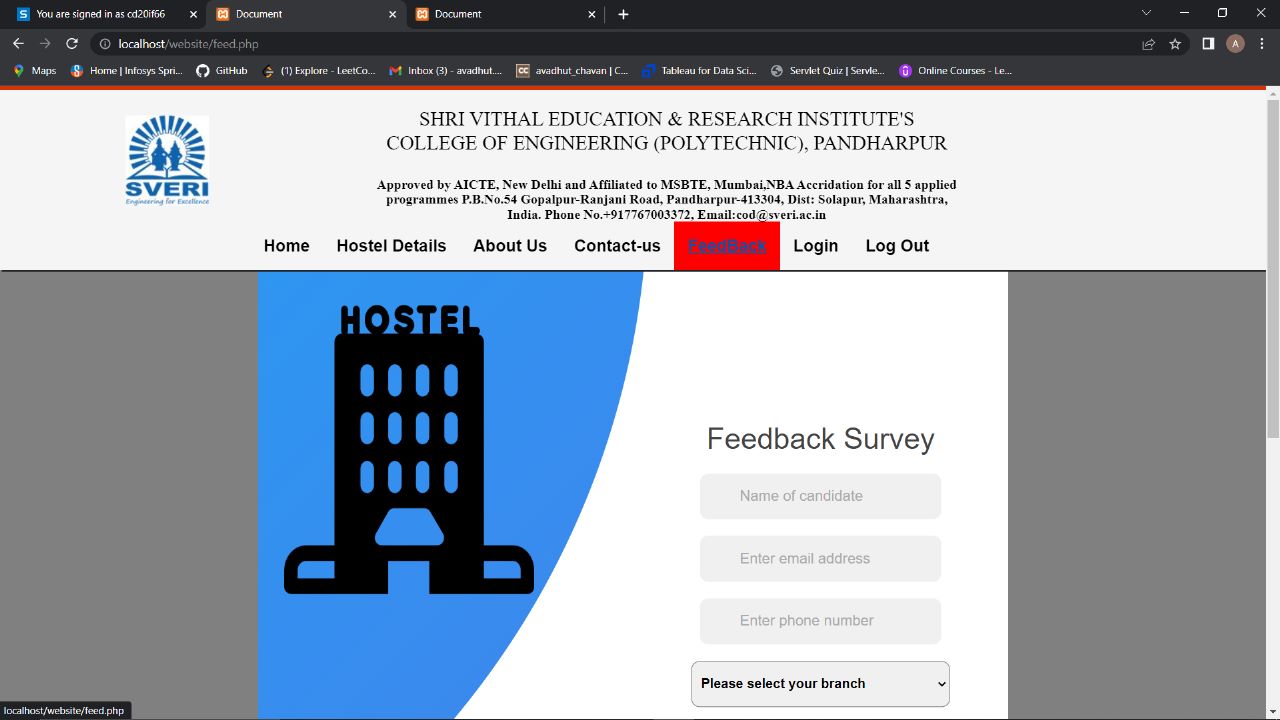 You are signed in as cd20if66
Document
Document
localhost/website/feed.php
Maps
Home | Infosys Spri...
GitHub
(1) Explore - LeetCo...
Inbox (3) - avadhut....
CC
avadhut_chavan | C...
Tableau for Data Sci...
Servlet Quiz | Servle...
Online Courses - Le...
A
SHRI VITHAL EDUCATION & RESEARCH INSTITUTE'S
COLLEGE OF ENGINEERING (POLYTECHNIC), PANDHARPUR
SVERI
Engineering for Excellence
Approved by AICTE, New Delhi and Affiliated to MSBTE, Mumbai,NBA Accriation for all 5 applied
programmes P.B.No.54 Gopalpur-Ranjani Road, Pandharpur-413304, Dist: Solapur, Maharashtra,
India. Phone No.+917767003372, Email:cod@sveri.ac.in
Home Hostel Details About Us Contact-us FeedBack Login Log Out
HOSTEL
Feedback Survey
Name of candidate
Enter email address
Enter phone number
Please select your branch
localhost/website/feed.php